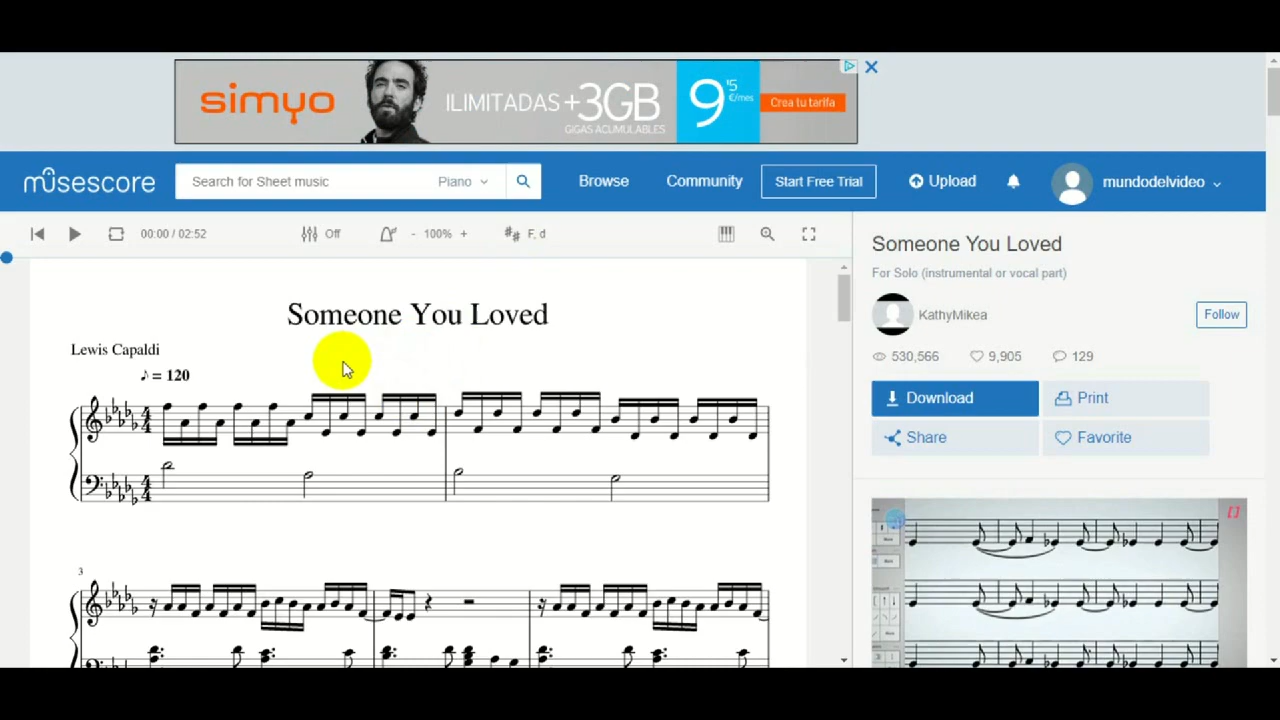 simyo
ILIMITADAS +3GB
GIGAS ACUMULABLES
9'15 €/mes
Crea tu tarifa
musescore
Search for Sheet music
Piano
Browse
Community
Start Free Trial
Upload
mundodelvideo
00:00 / 02:52
Off
- 100% +
F, d
Someone You Loved
For Solo (instrumental or vocal part)
KathyMikea
Follow
530,566
9,905
129
Download
Print
Share
Favorite
Someone You Loved
Lewis Capaldi
♪ = 120
3